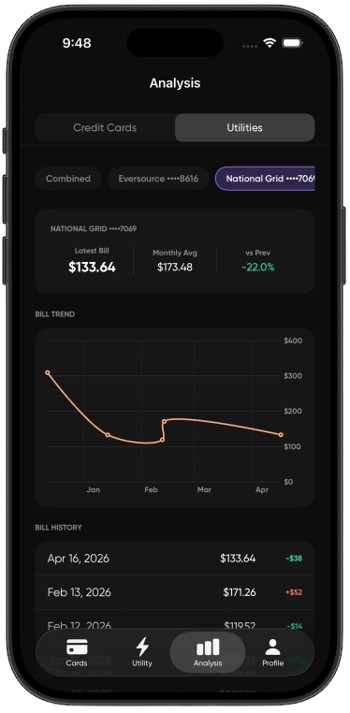 9:48
Analysis
Credit Cards Utilities
Combined Eversource ••••8616 National Grid ••••706
NATIONAL GRID ••••7069
Latest Bill Monthly Avg vs Prev
$133.64 $173.48 -22.0%
BILL TREND
$400
$300
$200
$100
$0
Jan Feb Mar Apr
BILL HISTORY
Apr 16, 2026 $133.64 -$38
Feb 13, 2026 $171.26 +$52
Feb 12, 2026 $119.52 -$14
Cards Utility Analysis Profile